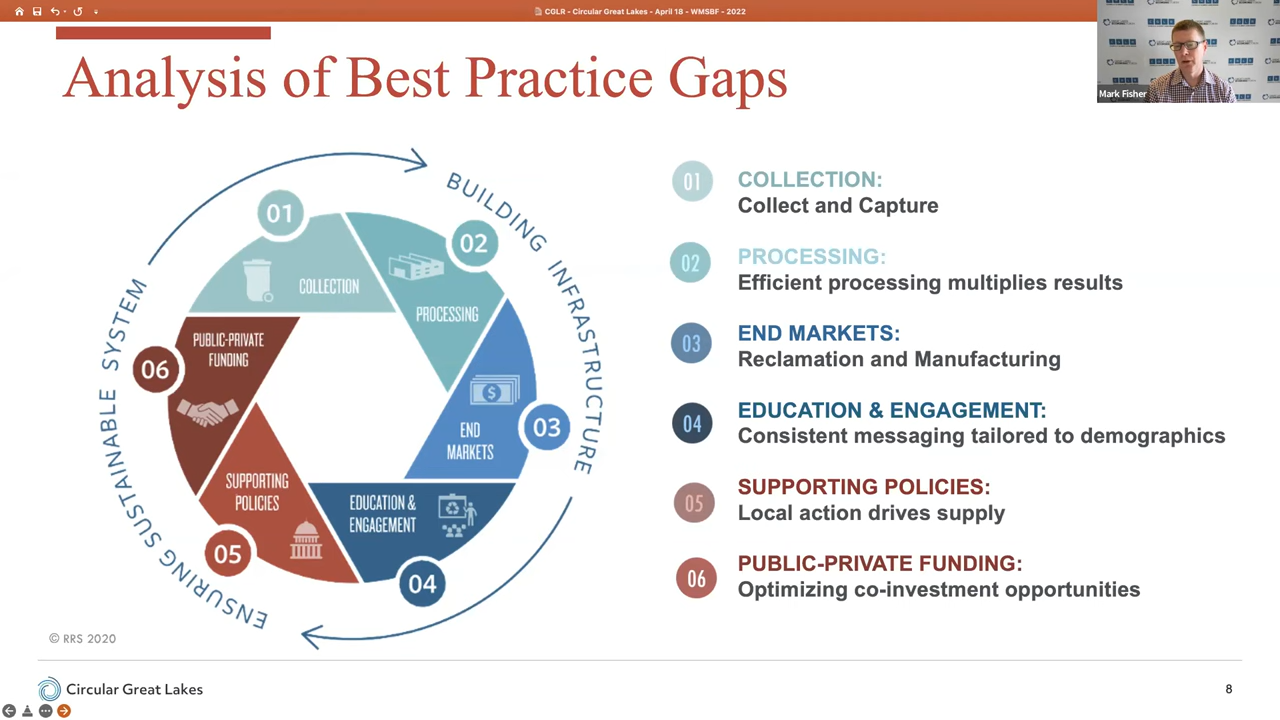 CGLR - Circular Great Lakes - April 18 - WMSBF - 2022
Analysis of Best Practice Gaps
Mark Fisher
BUILDING INFRASTRUCTURE
ENSURING SUSTAINABLE SYSTEM
01
COLLECTION
02
PROCESSING
03
END
MARKETS
04
EDUCATION &
ENGAGEMENT
05
SUPPORTING
POLICIES
06
PUBLIC-PRIVATE
FUNDING
01
COLLECTION:
Collect and Capture
02
PROCESSING:
Efficient processing multiplies results
03
END MARKETS:
Reclamation and Manufacturing
04
EDUCATION & ENGAGEMENT:
Consistent messaging tailored to demographics
05
SUPPORTING POLICIES:
Local action drives supply
06
PUBLIC-PRIVATE FUNDING:
Optimizing co-investment opportunities
© RRS 2020
Circular Great Lakes
8